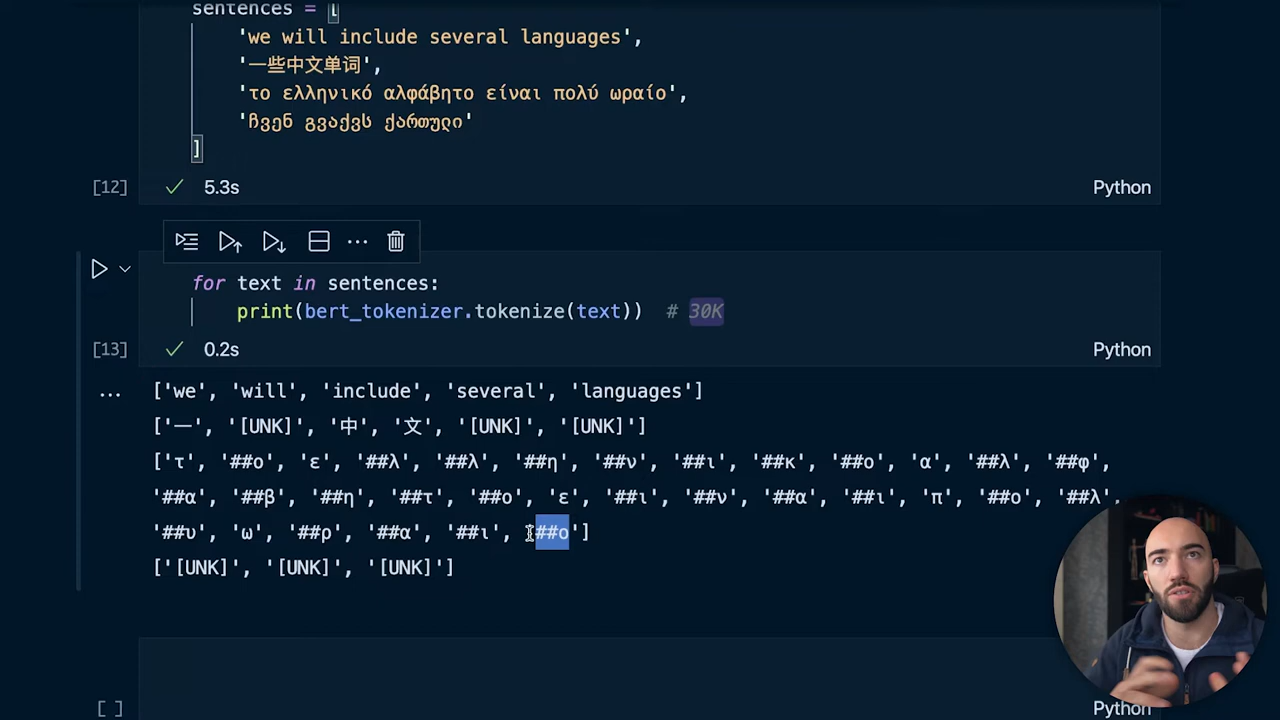 sentences = [
'we will include several languages',
'一些中文单词',
'το ελληνικό αλφάβητο είναι πολύ ωραίο',
'ჩვენ გვაქვს ქართული'
]
[12] 5.3s Python
for text in sentences:
print(bert_tokenizer.tokenize(text)) # 30K
[13] 0.2s Python
... ['we', 'will', 'include', 'several', 'languages']
['一', '[UNK]', '中', '文', '[UNK]', '[UNK]']
['τ', '##ο', 'ε', '##λ', '##λ', '##η', '##ν', '##ι', '##κ', '##ο', 'α', '##λ', '##φ',
'##α', '##β', '##η', '##τ', '##ο', 'ε', '##ι', '##ν', '##α', '##ι', 'π', '##ο', '##λ',
'##υ', 'ω', '##ρ', '##α', '##ι', '##ο']
['[UNK]', '[UNK]', '[UNK]']
[ ] Python